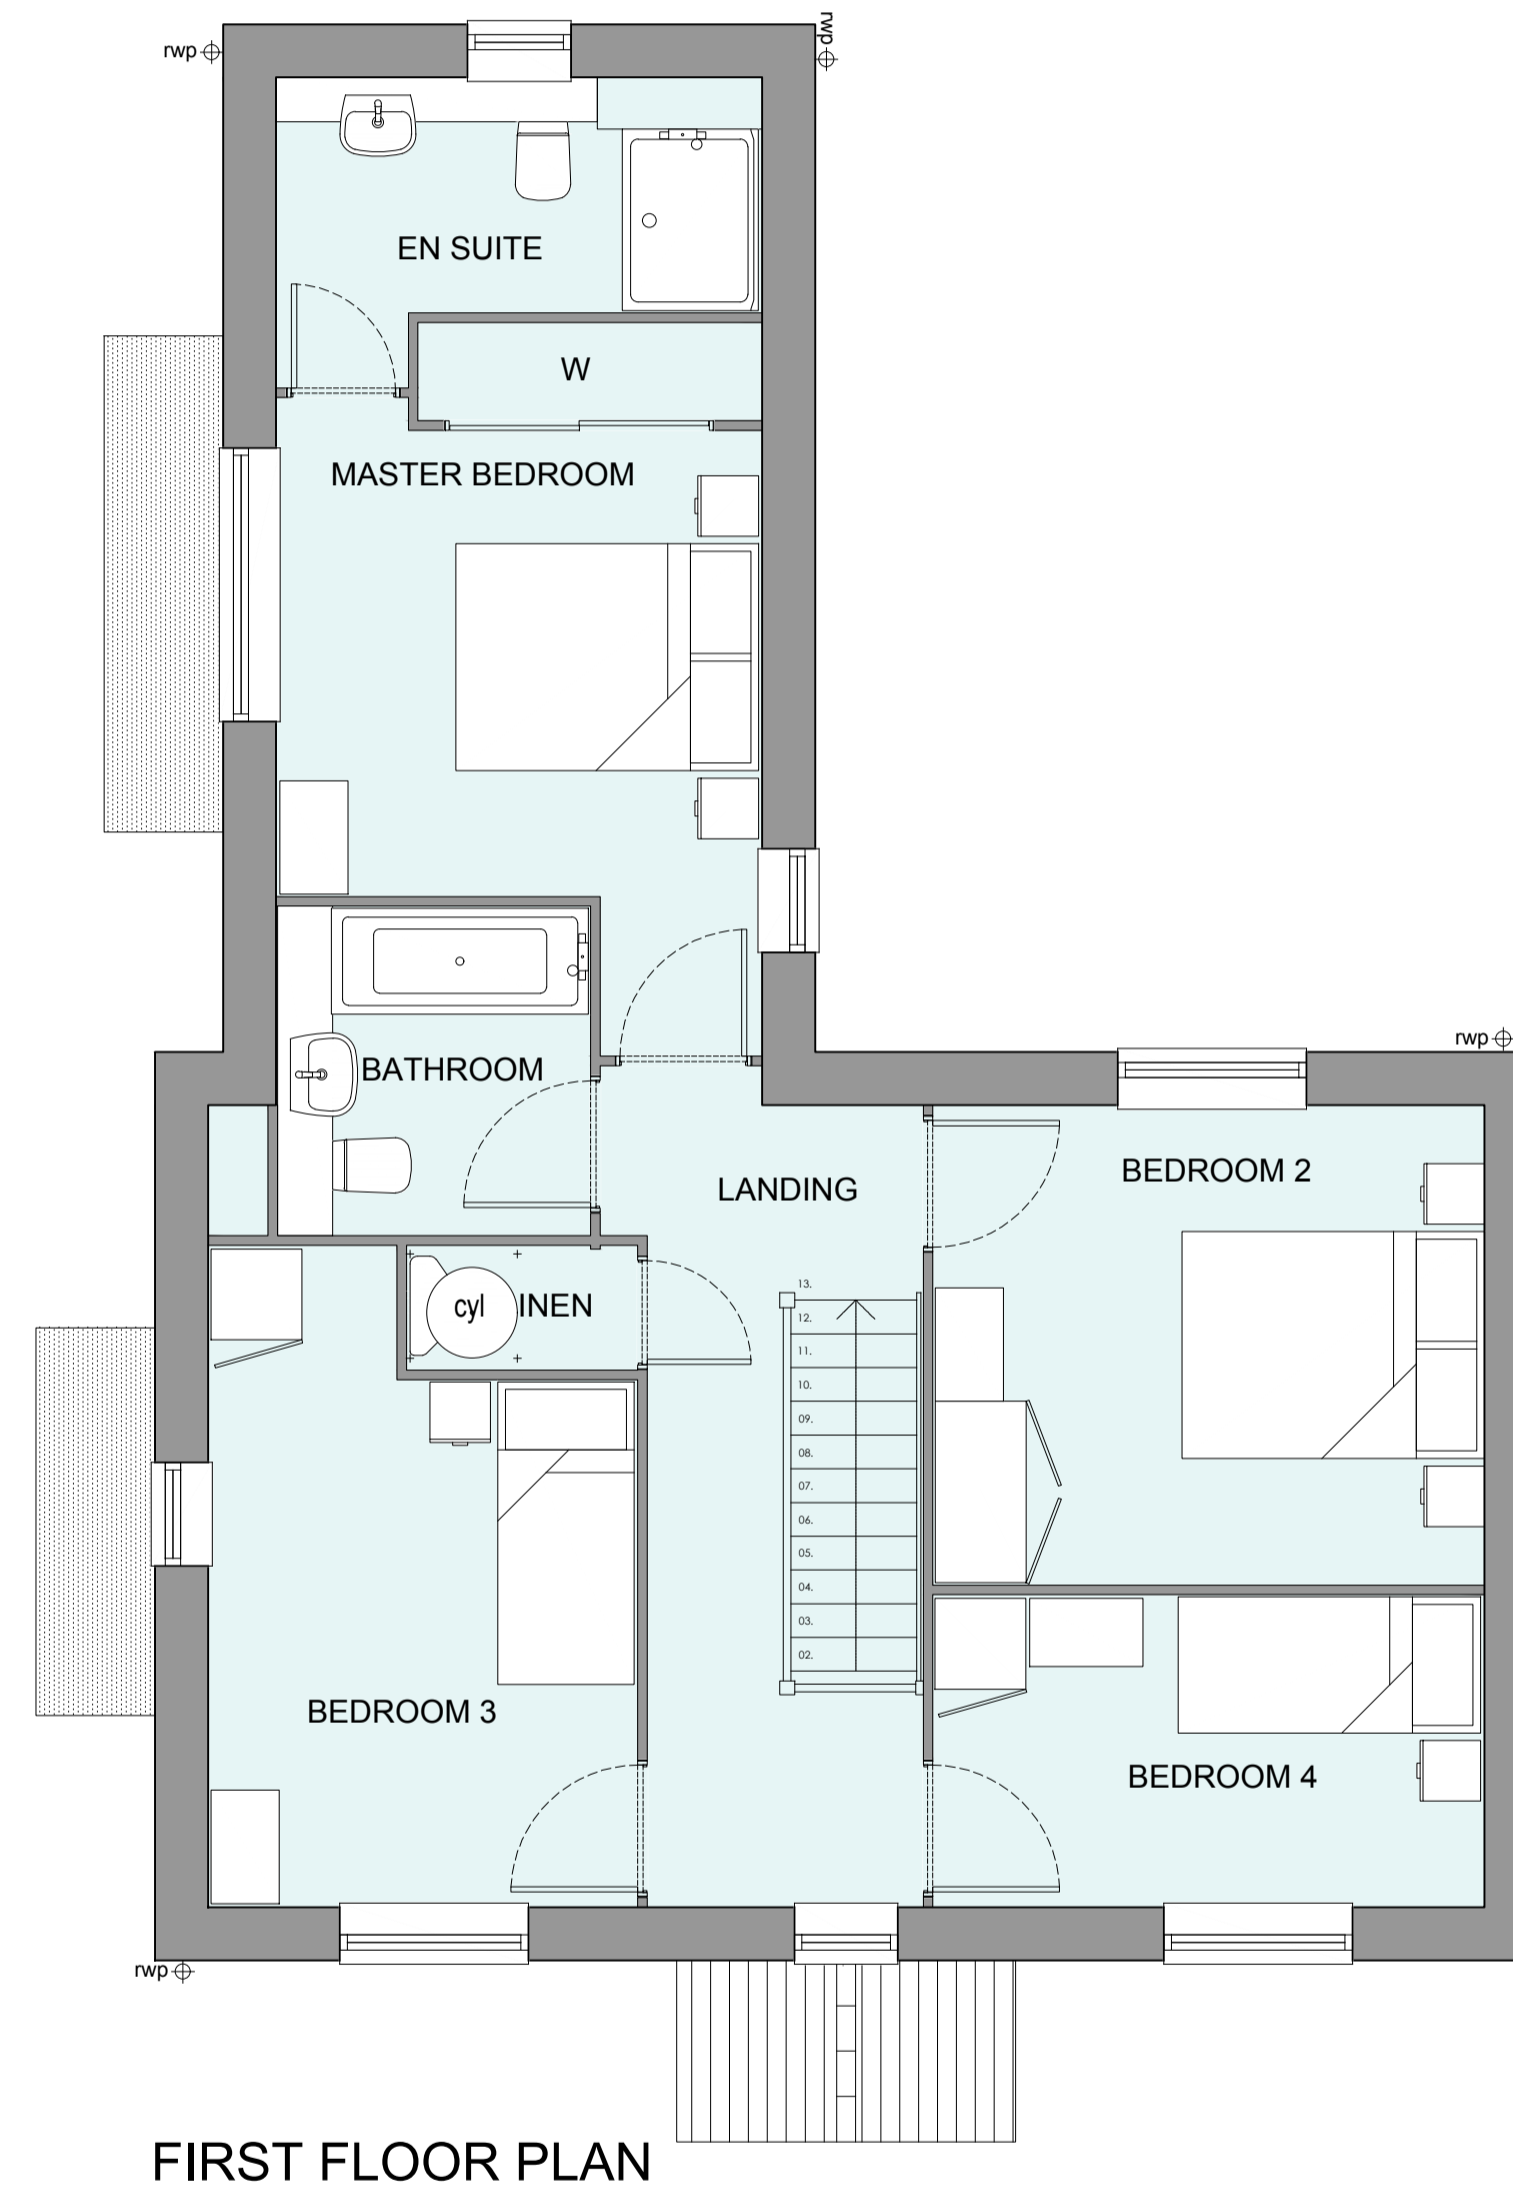 rwp
rwp
EN SUITE
W
MASTER BEDROOM
rwp
BATHROOM
BEDROOM 2
LANDING
13.
cyl
INEN
12.
11.
10.
09.
08.
07.
06.
05.
04.
03.
02.
BEDROOM 3
BEDROOM 4
rwp
FIRST FLOOR PLAN